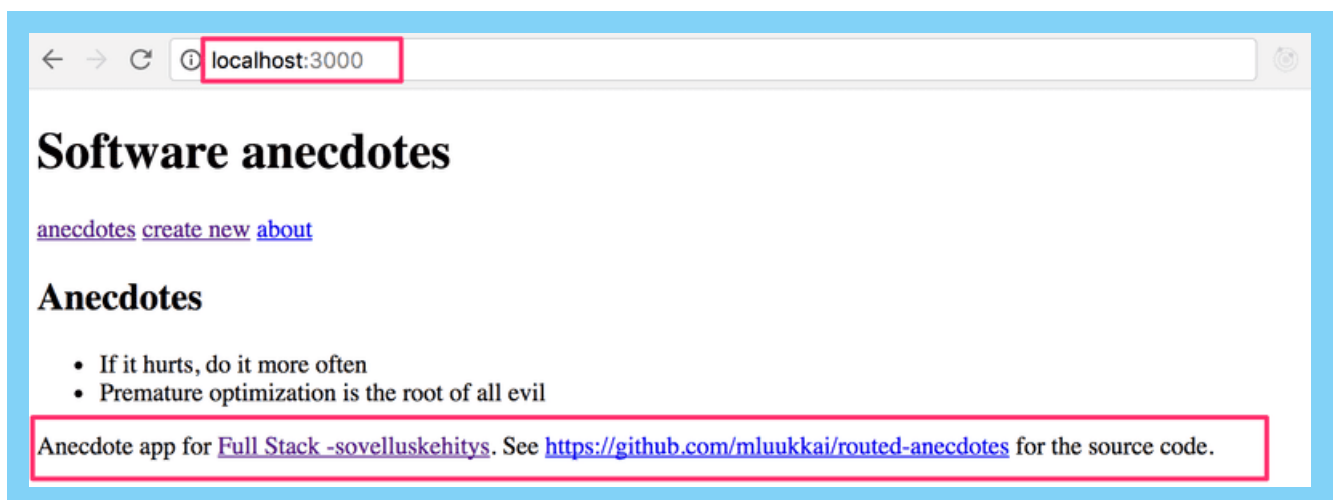 localhost:3000
Software anecdotes
anecdotes create new about
Anecdotes
• If it hurts, do it more often
• Premature optimization is the root of all evil
Anecdote app for Full Stack -sovelluskehitys. See https://github.com/mluukkai/routed-anecdotes for the source code.